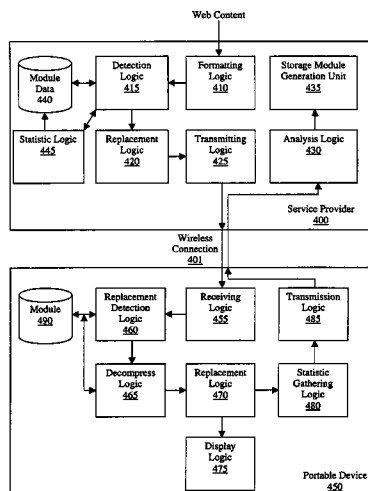 Web Content
Module
Data
440
Detection
Logic
415
Formatting
Logic
410
Storage Module
Generation Unit
435
Statistic Logic
445
Replacement
Logic
420
Transmitting
Logic
425
Analysis Logic
430
Service Provider
400
Wireless
Connection
401
Module
490
Replacement
Detection
Logic
460
Receiving
Logic
455
Transmission
Logic
485
Decompress
Logic
465
Replacement
Logic
470
Statistic
Gathering
Logic
480
Display
Logic
475
Portable Device
450